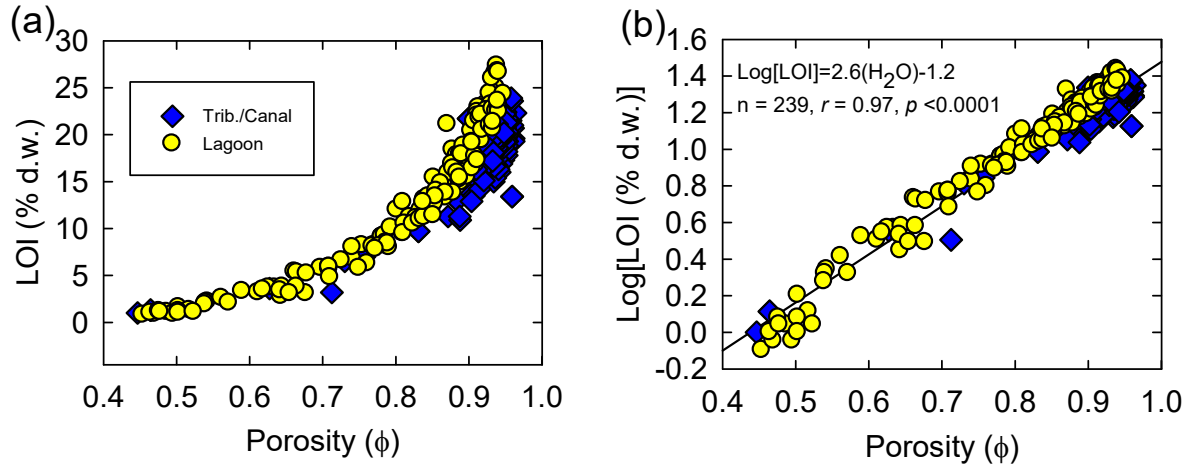 (a)
30
25
20
15
10
5
0
LOI (% d.w.)
Trib./Canal
Lagoon
0.4 0.5 0.6 0.7 0.8 0.9 1.0
Porosity (ϕ)
(b)
1.6
1.4
1.2
1.0
0.8
0.6
0.4
0.2
0.0
-0.2
Log[LOI (% d.w.)]
Log[LOI]=2.6(H₂O)-1.2
n = 239, r = 0.97, p <0.0001
0.4 0.5 0.6 0.7 0.8 0.9 1.0
Porosity (ϕ)